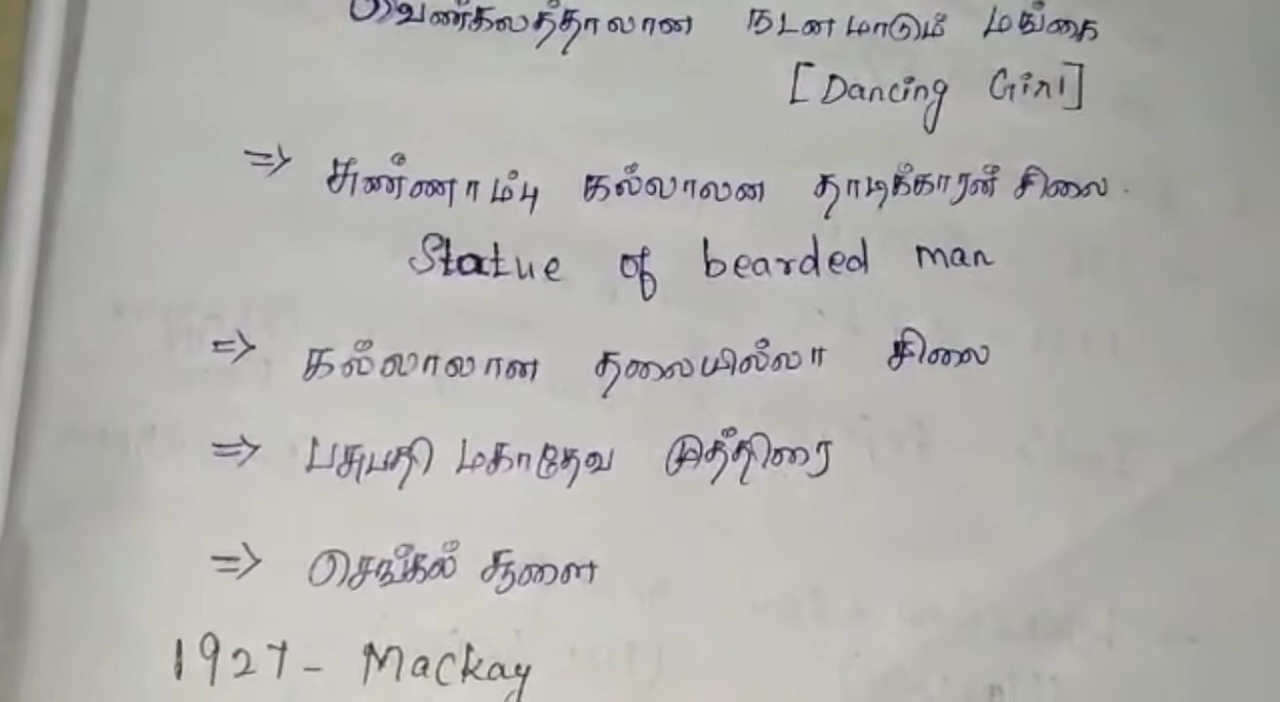 வெண்கலத்தாலான நடனமாடும் மங்கை
[Dancing Girl]
=> சுண்ணாம்பு கல்லாலன தாடிக்காரன் சிலை.
Statue of bearded man
=> கல்லாலான தலையில்லா சிலை
=> பசுபதி மகாதேவ முத்திரை
=> செங்கல் சூளை
1927 - Mackay